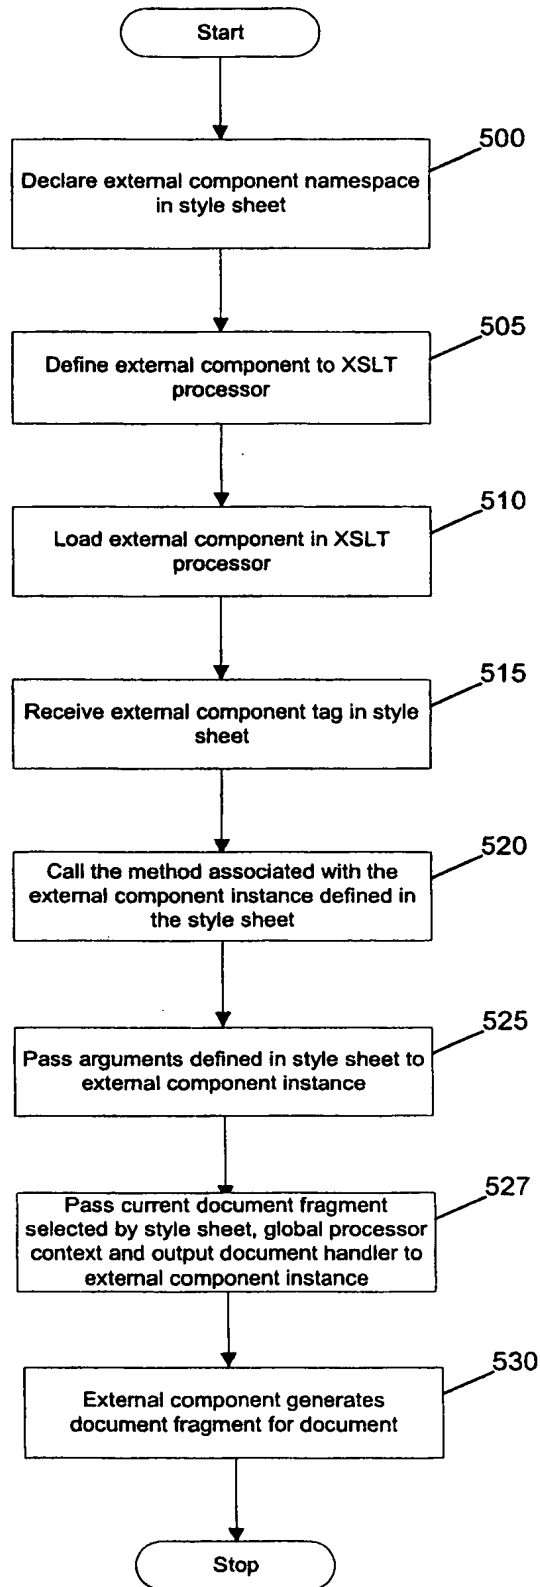 Start
500
Declare external component namespace
in style sheet
505
Define external component to XSLT
processor
510
Load external component in XSLT
processor
515
Receive external component tag in style
sheet
520
Call the method associated with the
external component instance defined in
the style sheet
525
Pass arguments defined in style sheet to
external component instance
527
Pass current document fragment
selected by style sheet, global processor
context and output document handler to
external component instance
530
External component generates
document fragment for document
Stop